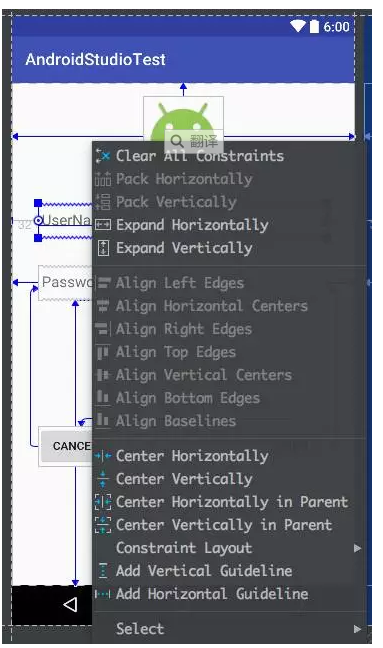 6:00
AndroidStudioTest
翻译
Clear All Constraints
Pack Horizontally
Pack Vertically
32
UserNa
Expand Horizontally
Expand Vertically
Passwo
Align Left Edges
Align Horizontal Centers
Align Right Edges
Align Top Edges
Align Vertical Centers
Align Bottom Edges
Align Baselines
CANCE
Center Horizontally
Center Vertically
Center Horizontally in Parent
Center Vertically in Parent
Constraint Layout
Add Vertical Guideline
Add Horizontal Guideline
Select